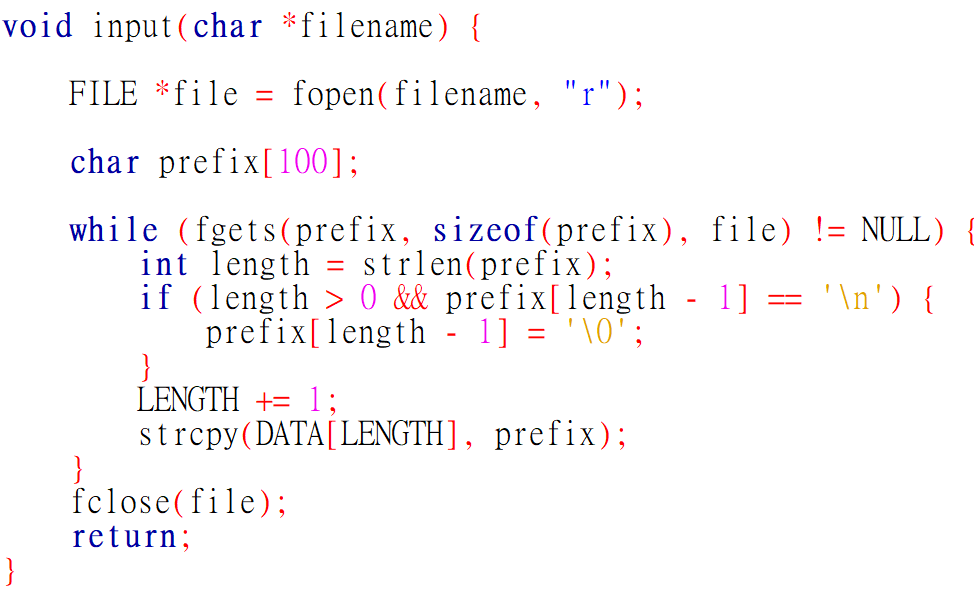 void input(char *filename) {
FILE *file = fopen(filename, "r");
char prefix[100];
while (fgets(prefix, sizeof(prefix), file) != NULL) {
int length = strlen(prefix);
if (length > 0 && prefix[length - 1] == '\n') {
prefix[length - 1] = '\0';
}
LENGTH += 1;
strcpy(DATA[LENGTH], prefix);
}
fclose(file);
return;
}